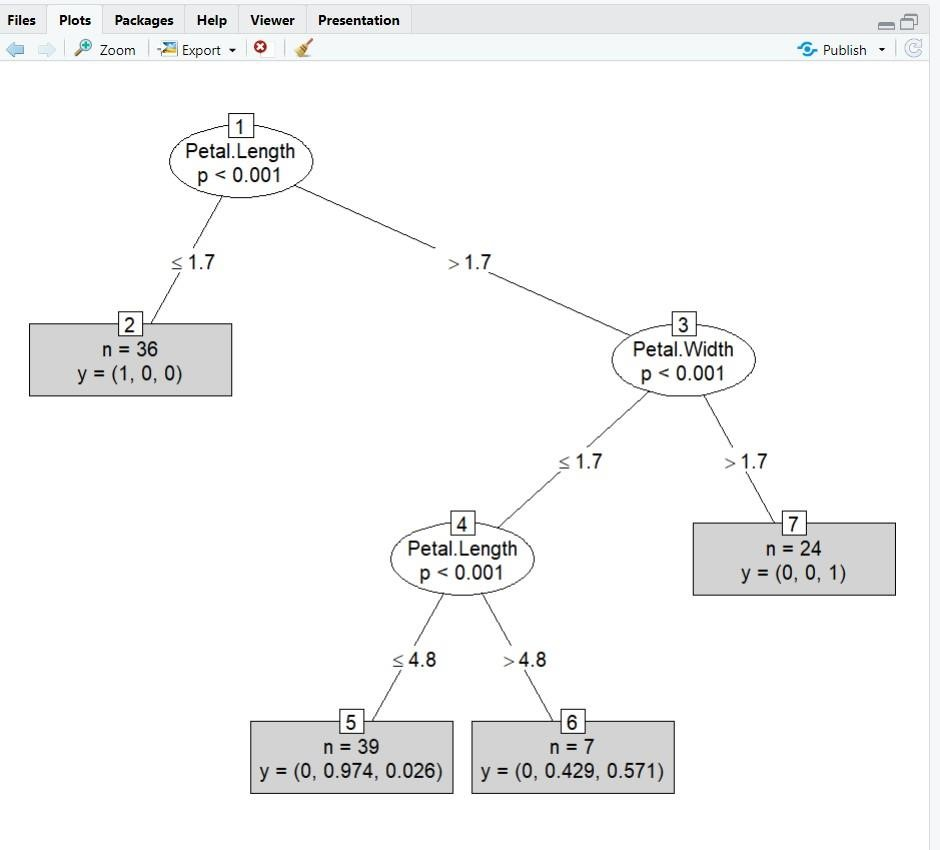 Files Plots Packages Help Viewer Presentation
Zoom Export Publish
1
Petal.Length
p < 0.001
≤ 1.7
> 1.7
2
n = 36
y = (1, 0, 0)
3
Petal.Width
p < 0.001
≤ 1.7
> 1.7
4
Petal.Length
p < 0.001
7
n = 24
y = (0, 0, 1)
≤ 4.8
> 4.8
5
n = 39
y = (0, 0.974, 0.026)
6
n = 7
y = (0, 0.429, 0.571)